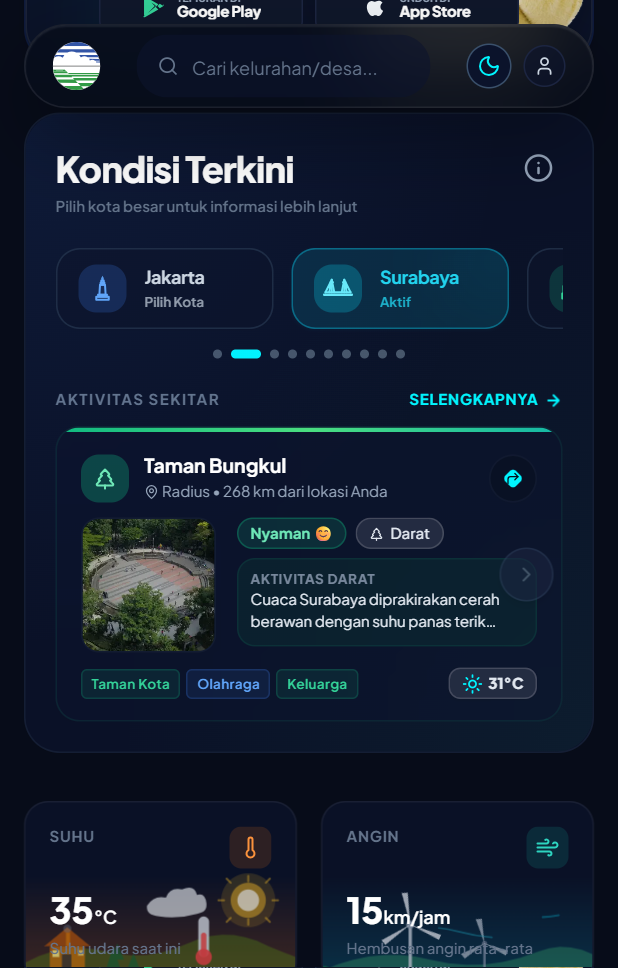 Google Play
App Store
Cari kelurahan/desa...
Kondisi Terkini
Pilih kota besar untuk informasi lebih lanjut
Jakarta
Pilih Kota
Surabaya
Aktif
AKTIVITAS SEKITAR
SELENGKAPNYA
Taman Bungkul
Radius • 268 km dari lokasi Anda
Nyaman 😊
Darat
AKTIVITAS DARAT
Cuaca Surabaya diprakirakan cerah
berawan dengan suhu panas terik...
Taman Kota
Olahraga
Keluarga
31°C
SUHU
35°C
Suhu udara saat ini
ANGIN
15km/jam
Hembusan angin rata-rata